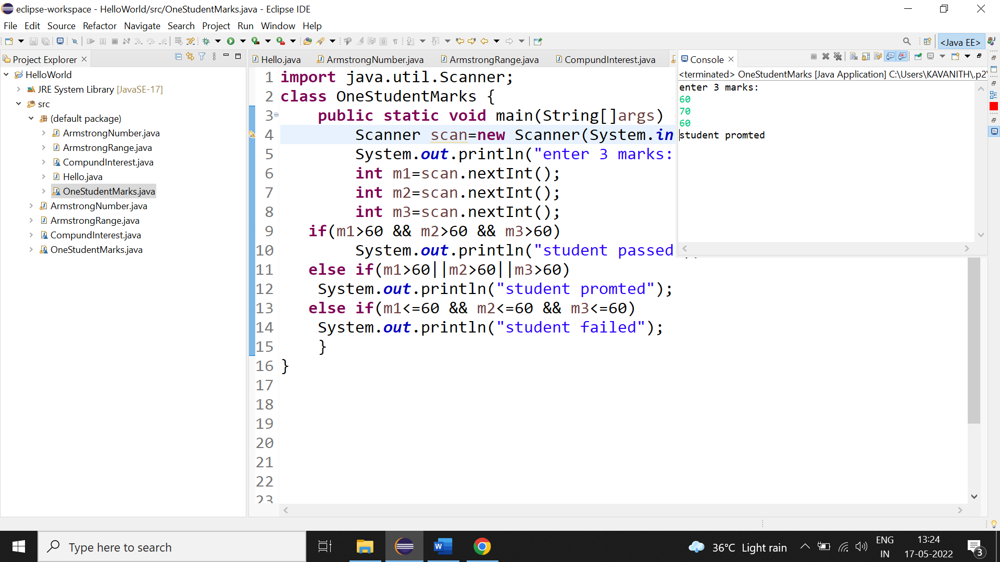 eclipse-workspace - HelloWorld/src/OneStudentMarks.java - Eclipse IDE
File Edit Source Refactor Navigate Search Project Run Window Help
<Java EE>
Project Explorer
HelloWorld
JRE System Library [JavaSE-17]
src
(default package)
ArmstrongNumber.java
ArmstrongRange.java
CompundInterest.java
Hello.java
OneStudentMarks.java
ArmstrongNumber.java
ArmstrongRange.java
CompundInterest.java
OneStudentMarks.java
Hello.java ArmstrongNumber.java ArmstrongRange.java CompundInterest.java
1 import java.util.Scanner;
2 class OneStudentMarks {
3 public static void main(String[]args)
4 Scanner scan=new Scanner(System.in
5 System.out.println("enter 3 marks:
6 int m1=scan.nextInt();
7 int m2=scan.nextInt();
8 int m3=scan.nextInt();
9 if(m1>60 && m2>60 && m3>60)
10 System.out.println("student passed
11 else if(m1>60||m2>60||m3>60)
12 System.out.println("student promted");
13 else if(m1<=60 && m2<=60 && m3<=60)
14 System.out.println("student failed");
15 }
16 }
17
18
19
20
21
22
23
Console
<terminated> OneStudentMarks [Java Application] C:\Users\KAVANITH\.p2\
enter 3 marks:
60
70
60
student promted
Type here to search
36°C Light rain
ENG
IN
13:24
17-05-2022
3